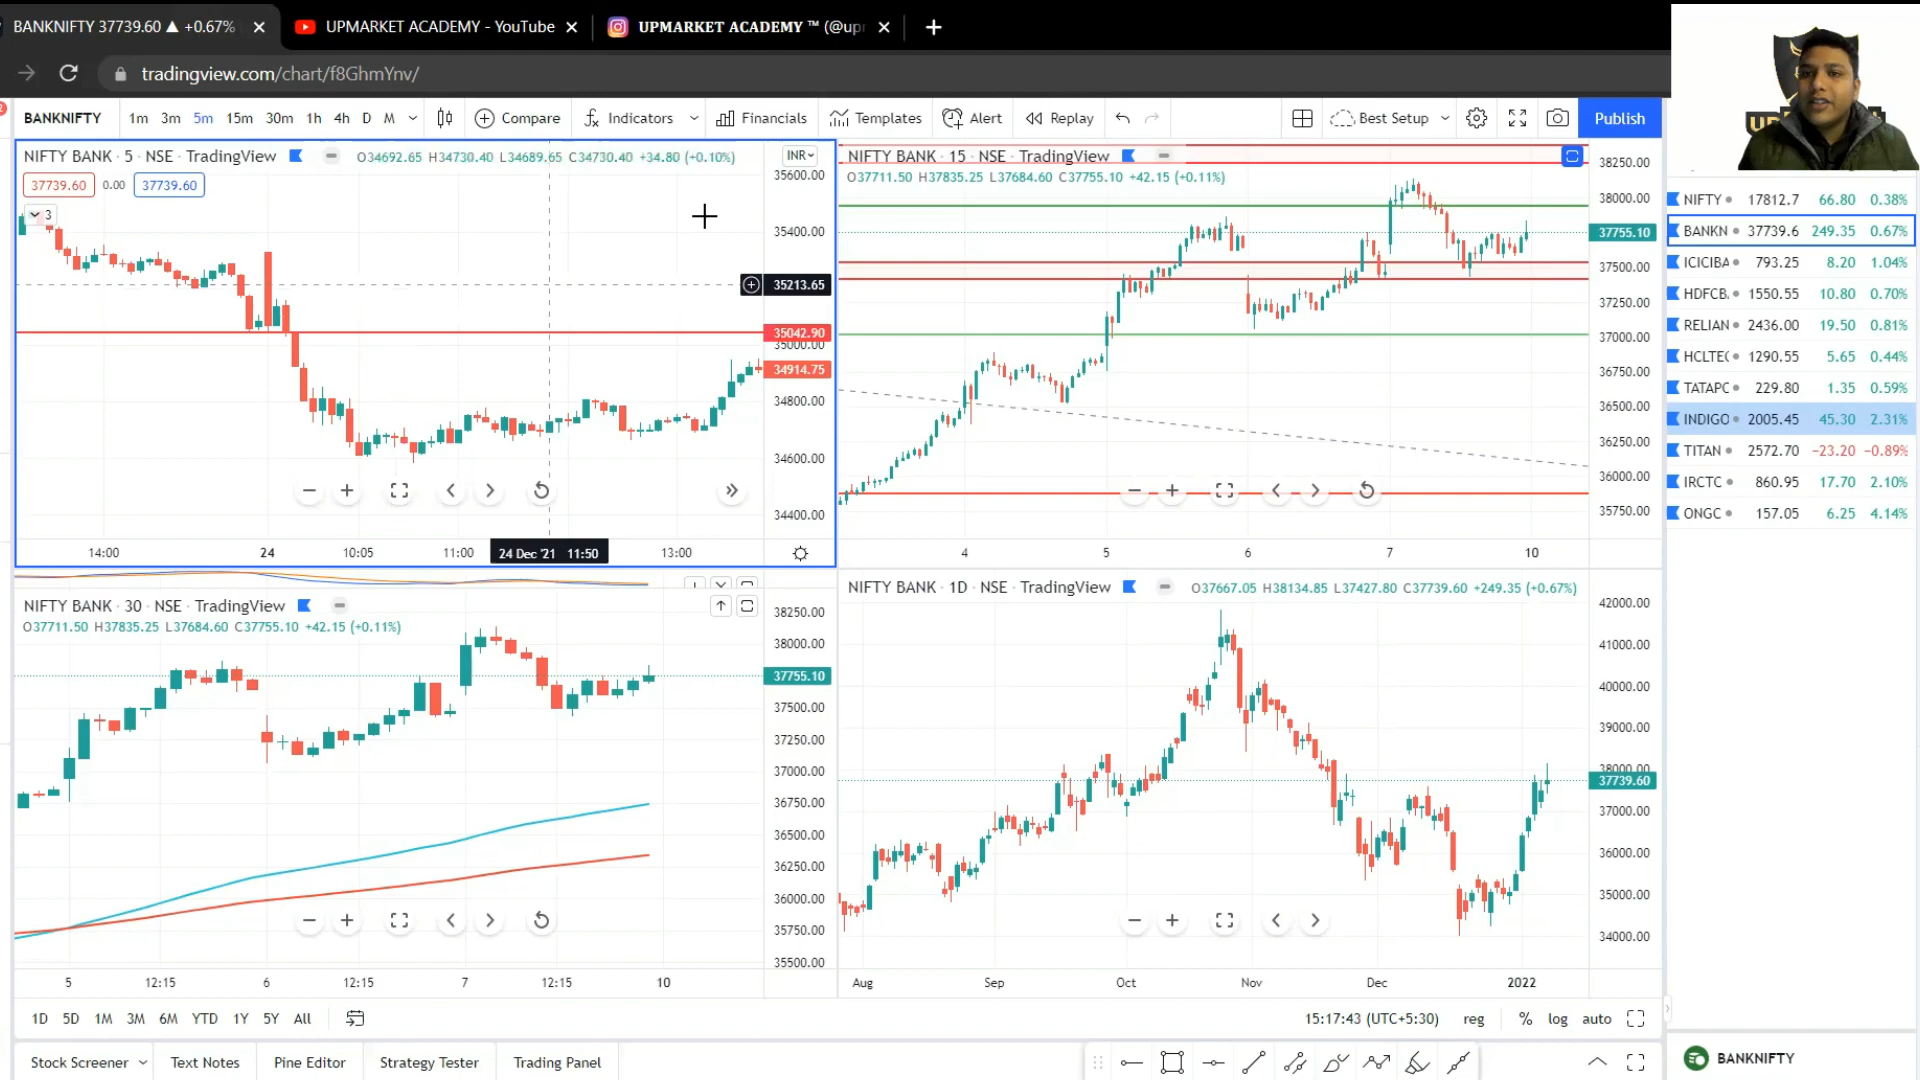 BANKNIFTY 37739.60 ▲ +0.67%
UPMARKET ACADEMY - YouTube
UPMARKET ACADEMY ™ (@up
tradingview.com/chart/f8GhmYnv/
BANKNIFTY 1m 3m 5m 15m 30m 1h 4h D M Compare Indicators Financials Templates Alert Replay Best Setup Publish
NIFTY BANK · 5 · NSE · TradingView O34692.65 H34730.40 L34689.65 C34730.40 +34.80 (+0.10%) INR
37739.60 0.00 37739.60
3
35600.00
35400.00
35213.65
35042.90
35000.00
34914.75
34800.00
34600.00
34400.00
14:00 24 10:05 11:00 24 Dec '21 11:50 13:00
NIFTY BANK · 15 · NSE · TradingView
O37711.50 H37835.25 L37684.60 C37755.10 +42.15 (+0.11%)
38250.00
38000.00
37755.10
37500.00
37250.00
37000.00
36750.00
36500.00
36250.00
36000.00
35750.00
4 5 6 7 10
NIFTY BANK · 30 · NSE · TradingView
O37711.50 H37835.25 L37684.60 C37755.10 +42.15 (+0.11%)
38250.00
38000.00
37755.10
37500.00
37250.00
37000.00
36750.00
36500.00
36250.00
36000.00
35750.00
35500.00
5 12:15 6 12:15 7 12:15 10
NIFTY BANK · 1D · NSE · TradingView O37667.05 H38134.85 L37427.80 C37739.60 +249.35 (+0.67%)
42000.00
41000.00
40000.00
39000.00
38000.00
37739.60
37000.00
36000.00
35000.00
34000.00
Aug Sep Oct Nov Dec 2022
NIFTY 17812.7 66.80 0.38%
BANKN 37739.6 249.35 0.67%
ICICIBA 793.25 8.20 1.04%
HDFCB. 1550.55 10.80 0.70%
RELIAN 2436.00 19.50 0.81%
HCLTEC 1290.55 5.65 0.44%
TATAPC 229.80 1.35 0.59%
INDIGO 2005.45 45.30 2.31%
TITAN 2572.70 −23.20 −0.89%
IRCTC 860.95 17.70 2.10%
ONGC 157.05 6.25 4.14%
1D 5D 1M 3M 6M YTD 1Y 5Y All
15:17:43 (UTC+5:30) reg % log auto
Stock Screener Text Notes Pine Editor Strategy Tester Trading Panel
BANKNIFTY